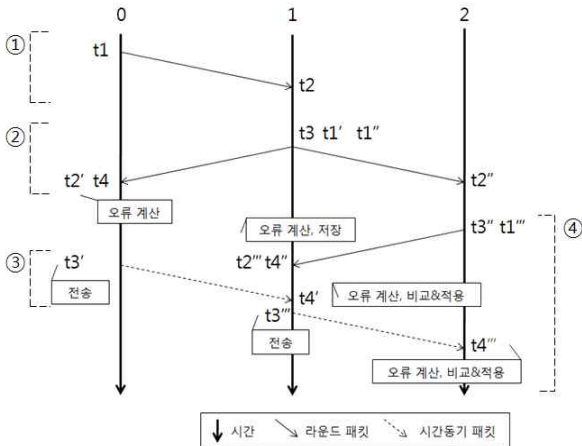 0 1 2
① t1
t2
② t3 t1′ t1″
t2′ t4 t2″
오류 계산
오류 계산, 저장 t3″ t1‴ ④
t2‴ t4″
③ t3′
전송 t4′ 오류 계산, 비교&적용
t3‴
전송 t4‴
오류 계산, 비교&적용
시간 라운드 패킷 시간동기 패킷